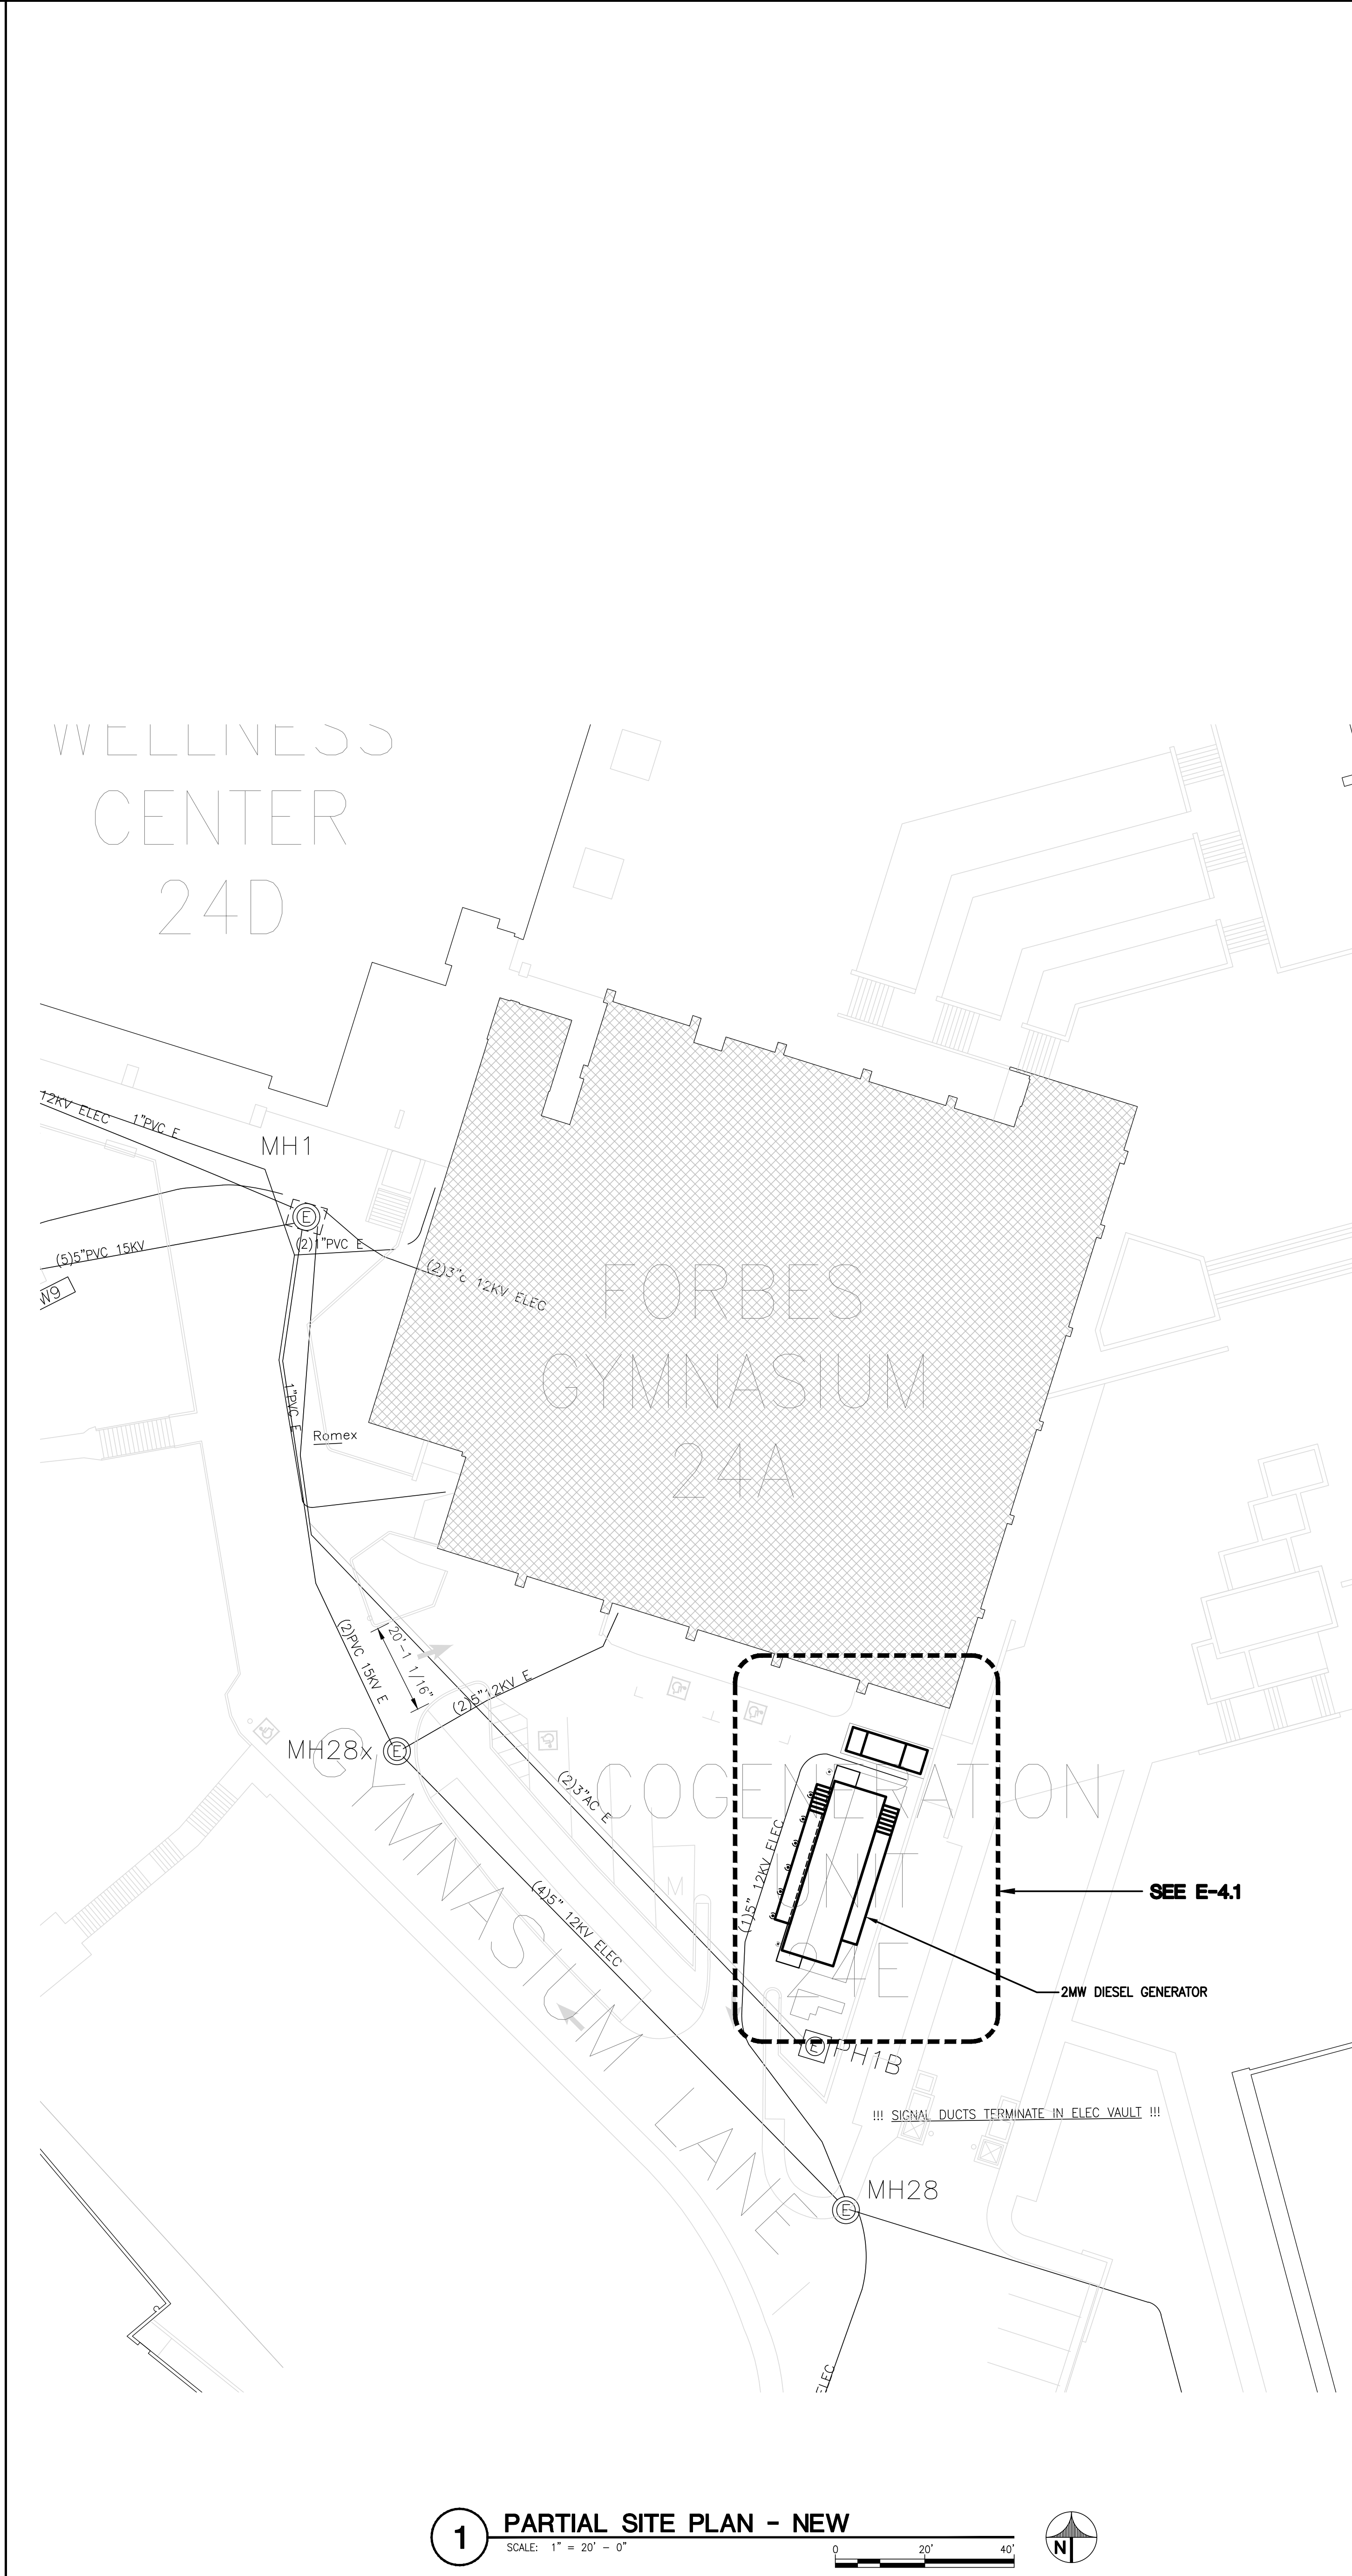 WELLNESS
CENTER
24D
12KV ELEC
1"PVC E
MH1
E
(5)5"PVC 15KV
(2)1"PVC E
W9
(2)3"c 12KV ELEC
FORBES
GYMNASIUM
24A
1"PVC E
Romex
(2)PVC 15KV E
20'-1 1/16"
(2)5"12KV E
MH28x
E
COGENERATION
UNIT
24E
(2)3"AC E
(1)5" 12KV ELEC
M
(4)5" 12KV ELEC
GYMNASIUM LANE
SEE E-4.1
2MW DIESEL GENERATOR
E
PH1B
!!! SIGNAL DUCTS TERMINATE IN ELEC VAULT !!!
MH28
E
ELEC
1
PARTIAL SITE PLAN - NEW
SCALE: 1" = 20' - 0"
0 20' 40'
N